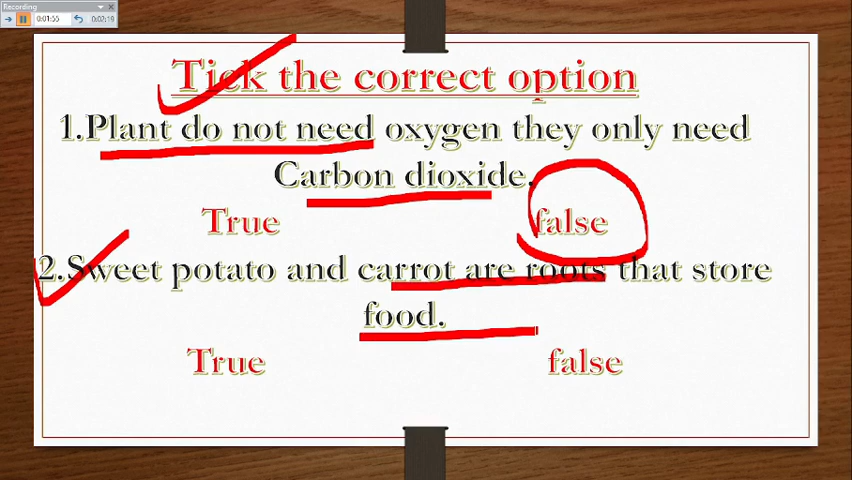 Recording
0:01:55
0:02:19
Tick the correct option
1.Plant do not need oxygen they only need
Carbon dioxide.
True false
2.Sweet potato and carrot are roots that store
food.
True false